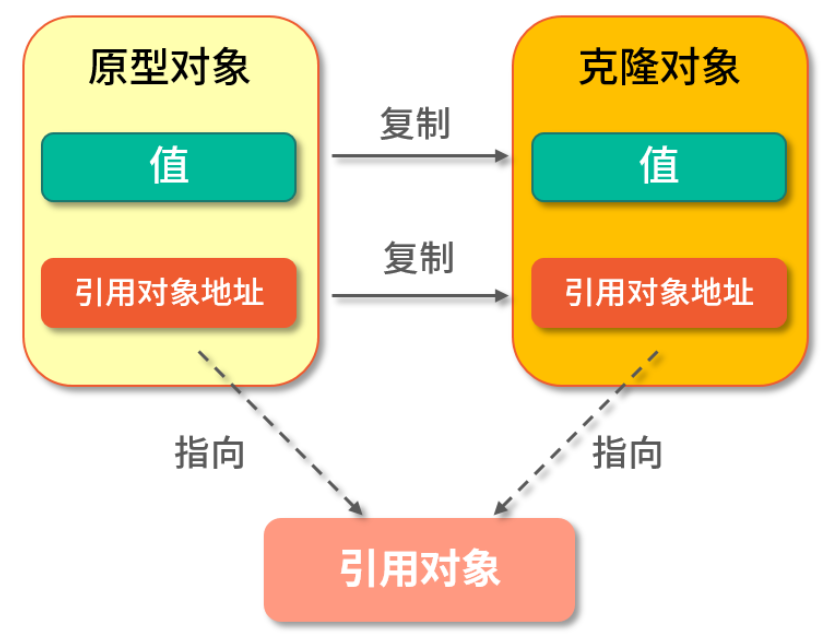 原型对象
克隆对象
复制
值
值
复制
引用对象地址
引用对象地址
指向
指向
引用对象